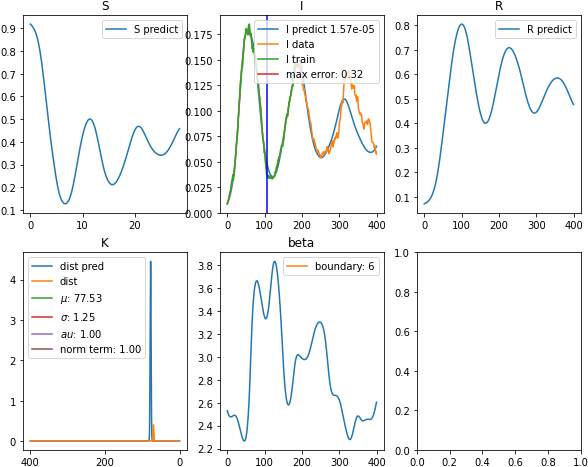 S
0.9
0.8
0.7
0.6
0.5
0.4
0.3
0.2
0.1
0 10 20
S predict
I
0.175
0.150
0.125
0.100
0.075
0.050
0.025
0.000
0 100 200 300 400
I predict 1.57e-05
I data
I train
max error: 0.32
R
0.8
0.7
0.6
0.5
0.4
0.3
0.2
0.1
0 100 200 300 400
R predict
K
4
3
2
1
0
400 200 0
dist pred
dist
μ: 77.53
σ: 1.25
au: 1.00
norm term: 1.00
beta
3.8
3.6
3.4
3.2
3.0
2.8
2.6
2.4
2.2
0 100 200 300 400
boundary: 6
1.0
0.8
0.6
0.4
0.2
0.0
0.0 0.2 0.4 0.6 0.8 1.0